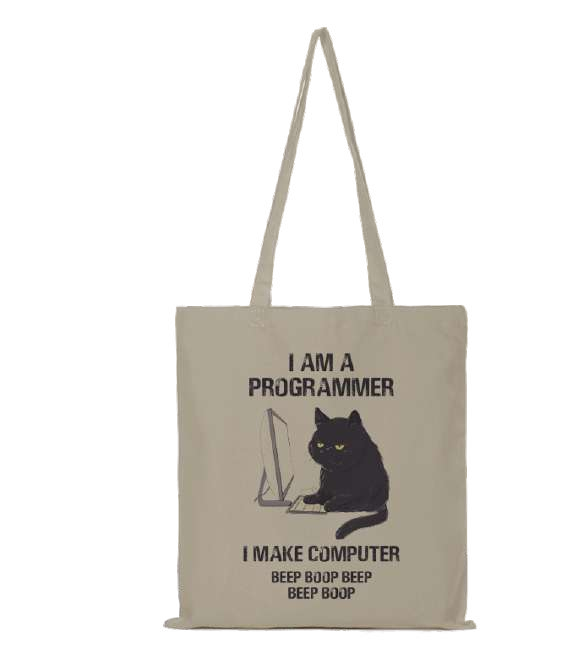 I AM A
PROGRAMMER
I MAKE COMPUTER
BEEP BOOP BEEP
BEEP BOOP